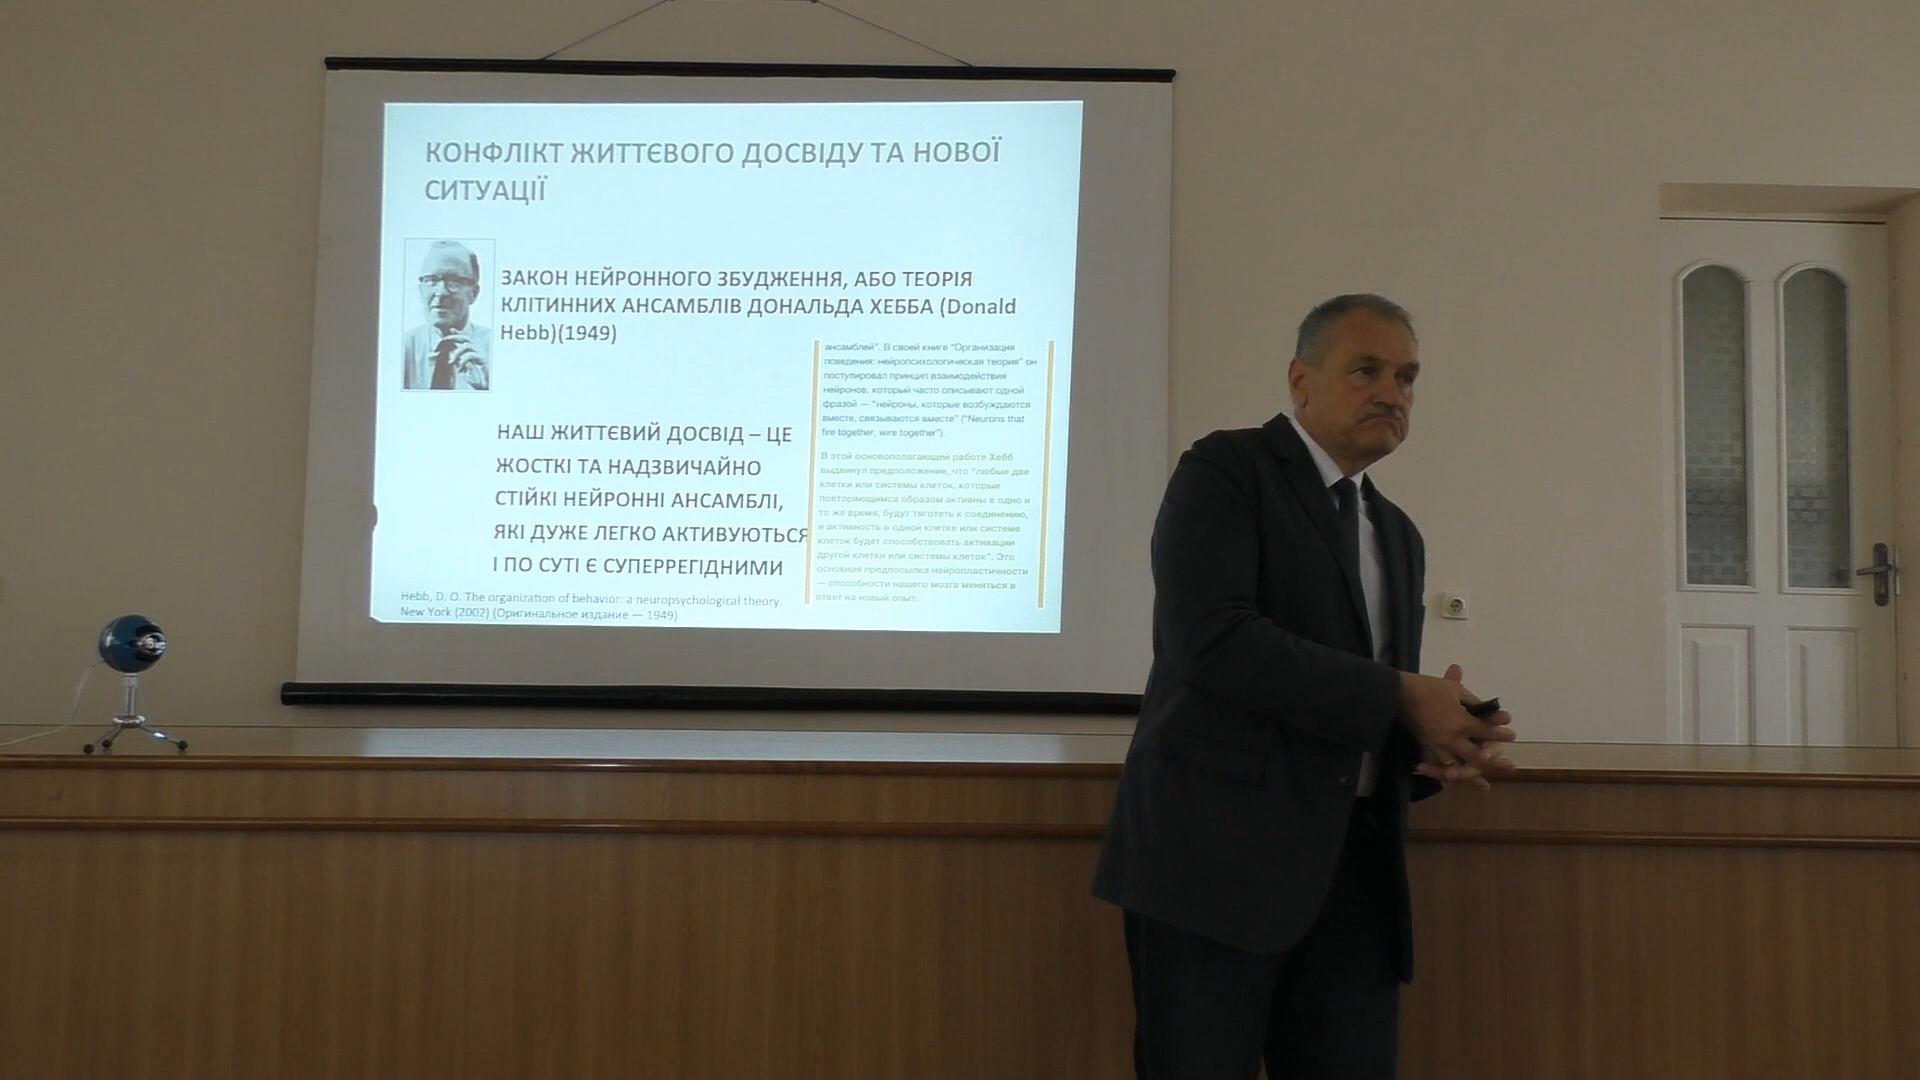 КОНФЛІКТ ЖИТТЄВОГО ДОСВІДУ ТА НОВОЇ
СИТУАЦІЇ
ЗАКОН НЕЙРОННОГО ЗБУДЖЕННЯ, АБО ТЕОРІЯ
КЛІТИННИХ АНСАМБЛІВ ДОНАЛЬДА ХЕББА (Donald
Hebb)(1949)
НАШ ЖИТТЄВИЙ ДОСВІД – ЦЕ
ЖОСТКІ ТА НАДЗВИЧАЙНО
СТІЙКІ НЕЙРОННІ АНСАМБЛІ,
ЯКІ ДУЖЕ ЛЕГКО АКТИВУЮТЬСЯ
І ПО СУТІ Є СУПЕРРЕГІДНИМИ
ансамблей". В своей книге "Организация
поведения: нейропсихологическая теория" он
постулировал принцип взаимодействия
нейронов, который часто описывают одной
фразой — "нейроны, которые возбуждаются
вместе, связываются вместе" ("Neurons that
fire together, wire together").
В этой основополагающей работе Хебб
выдвинул предположение, что "любые две
клетки или системы клеток, которые
повторяющимся образом активны в одно и
то же время, будут тяготеть к соединению,
и активность в одной клетке или системе
клеток будет способствовать активации
другой клетки или системы клеток". Это
основная предпосылка нейропластичности
— способности нашего мозга меняться в
ответ на новый опыт.
Hebb, D. O. The organization of behavior: a neuropsychological theory.
New York (2002) (Оригинальное издание — 1949)